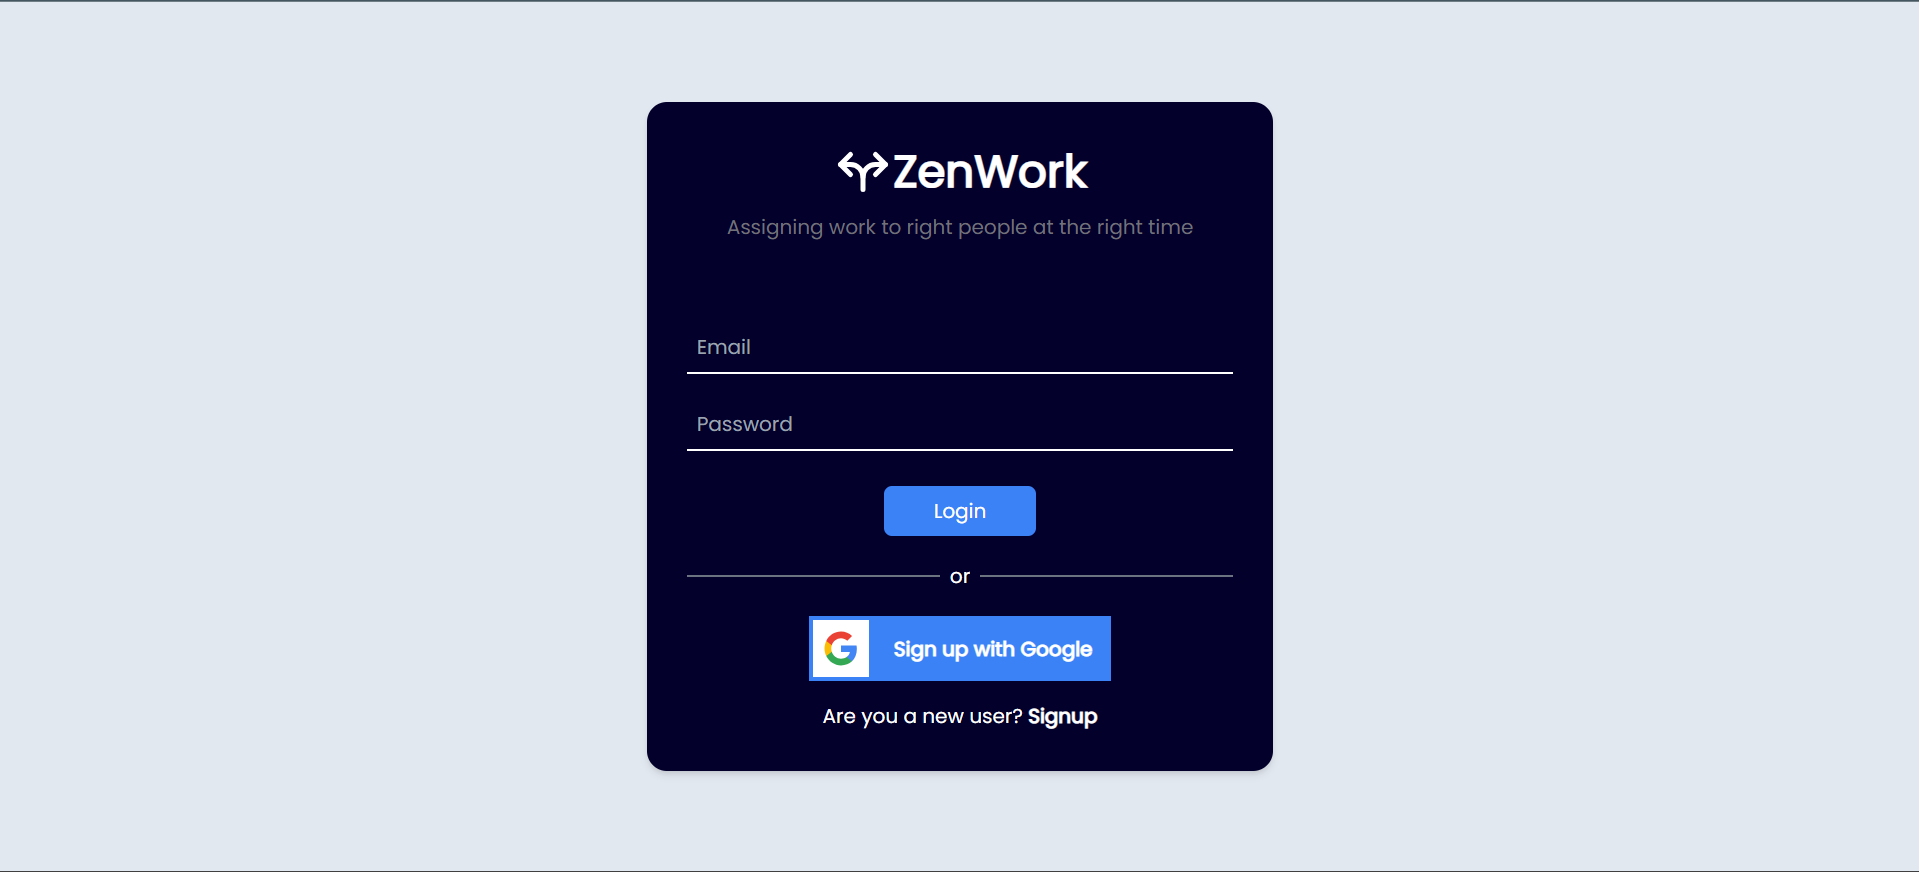 ZenWork
Assigning work to right people at the right time
Email
Password
Login
or
Sign up with Google
Are you a new user? Signup